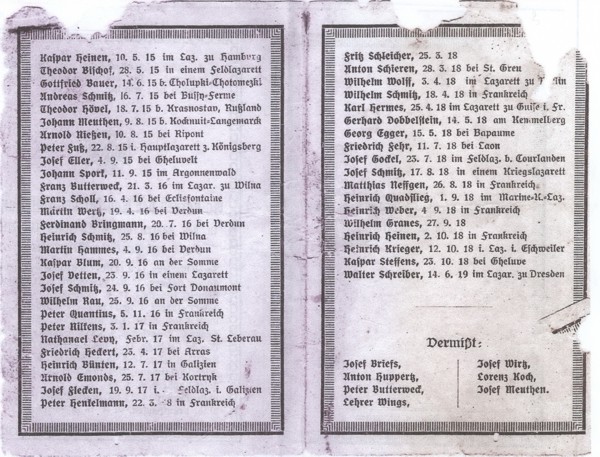 Kaspar Heinen, 10. 5. 15 im Laz. zu Hamburg
Theodor Bischof, 28. 5. 15 in einem Feldlazarett
Gottfried Bauer, 14. 6. 15 b. Tholupki-Thotomezki
Andreas Schmitz, 16. 7. 15 bei Bussy-Ferme
Theodor Hövel, 18. 7. 15 b. Krasnostav, Rußland
Johann Meuthen, 9. 8. 15 b. Kocknuit-Langemarck
Arnold Nießen, 10. 8. 15 bei Ripont
Peter Fuß, 22. 8. 15 i. Hauptlazarett z. Königsberg
Josef Eller, 4. 9. 15 bei Gheluvelt
Johann Spork, 11. 9. 15 im Argonnenwald
Franz Butterweck, 21. 3. 16 im Lazar. zu Wilna
Franz Scholl, 16. 4. 16 bei Eclisfontaine
Martin Wertz, 19. 4. 16 bei Verdun
Ferdinand Bringmann, 20. 7. 16 bei Verdun
Heinrich Schmitz, 25. 8. 16 bei Wilna
Martin Hammes, 4. 9. 16 bei Verdun
Kaspar Blum, 20. 9. 16 an der Somme
Josef Vetten, 23. 9. 16 in einem Lazarett
Josef Schmitz, 24. 9. 16 bei Fort Donaumont
Wilhelm Rau, 25. 9. 16 an der Somme
Peter Quantius, 5. 11. 16 in Frankreich
Peter Niltens, 3. 1. 17 in Frankreich
Nathanael Levy, Febr. 17 im Laz. St. Leberau
Friedrich Heckert, 23. 4. 17 bei Arras
Heinrich Bünten, 12. 7. 17 in Galizien
Arnold Emonds, 25. 7. 17 bei Kortryk
Josef Flecken, 19. 9. 17 i. Feldlaz. i. Galizien
Peter Henkelmann, 22. 3. 8 in Frankreich
Fritz Schleicher, 25. 3. 18
Anton Schieren, 28. 3. 18 bei St. Greu
Wilhelm Wolff, 3. 4. 18 im Lazarett zu
Wilhelm Schmitz, 18. 4. 18 in Frankreich
Karl Hermes, 25. 4. 18 im Lazarett zu Guise i. Fr.
Gerhard Dobbelstein, 14. 5. 18 am Kemmelberg
Georg Egger, 15. 5. 18 bei Bapaume
Friedrich Fehr, 11. 7. 18 bei Laon
Josef Gockel, 23. 7. 18 im Feldlaz. b. Courlanden
Josef Schmitz, 17. 8. 18 in einem Kriegslazarett
Matthias Neffgen, 26. 8. 18 in Frankreich
Heinrich Quadflieg, 1. 9. 18 im Marine-K.-Laz.
Heinrich Weber, 4 9. 18 in Frankreich
Wilhelm Granes, 27. 9. 18
Heinrich Heinen, 2. 10. 18 in Frankreich
Heinrich Krieger, 12. 10. 18 i. Laz. i. Eschweiler
Kaspar Steffens, 23. 10. 18 bei Gheluve
Walter Schreiber, 14. 6. 19 im Lazar. zu Dresden
Vermißt:
Josef Briefs,
Anton Huppertz,
Peter Butterweck,
Lehrer Wings,
Josef Wirtz,
Lorenz Koch,
Josef Meuthen.